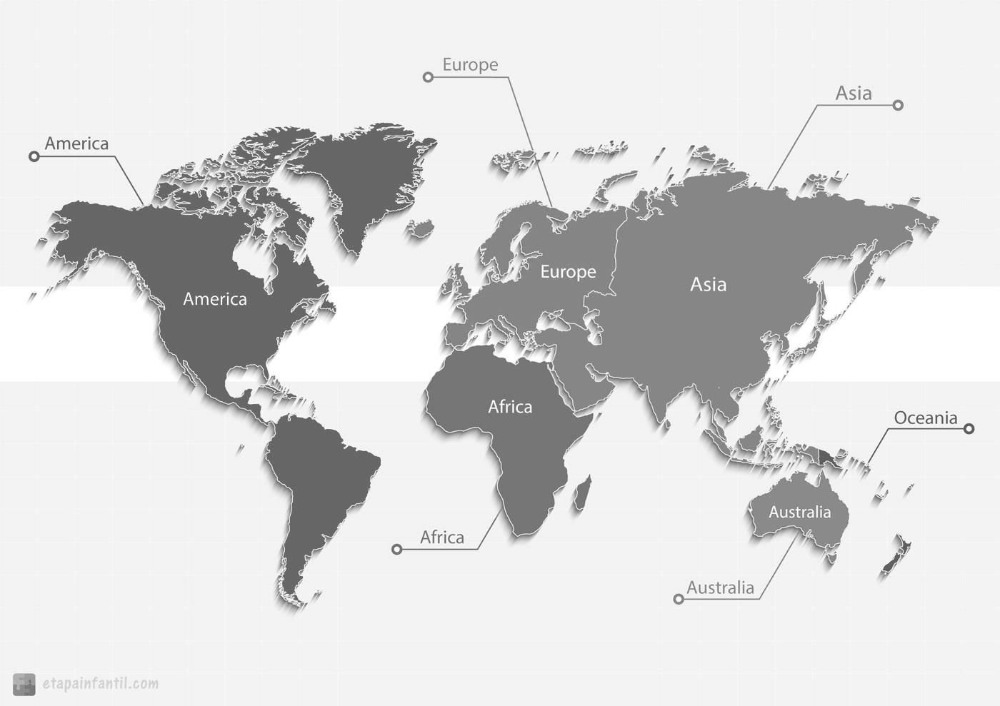 Europe
Asia
America
Europe
Asia
America
Africa
Oceania
Australia
Africa
Australia
etapainfantil.com